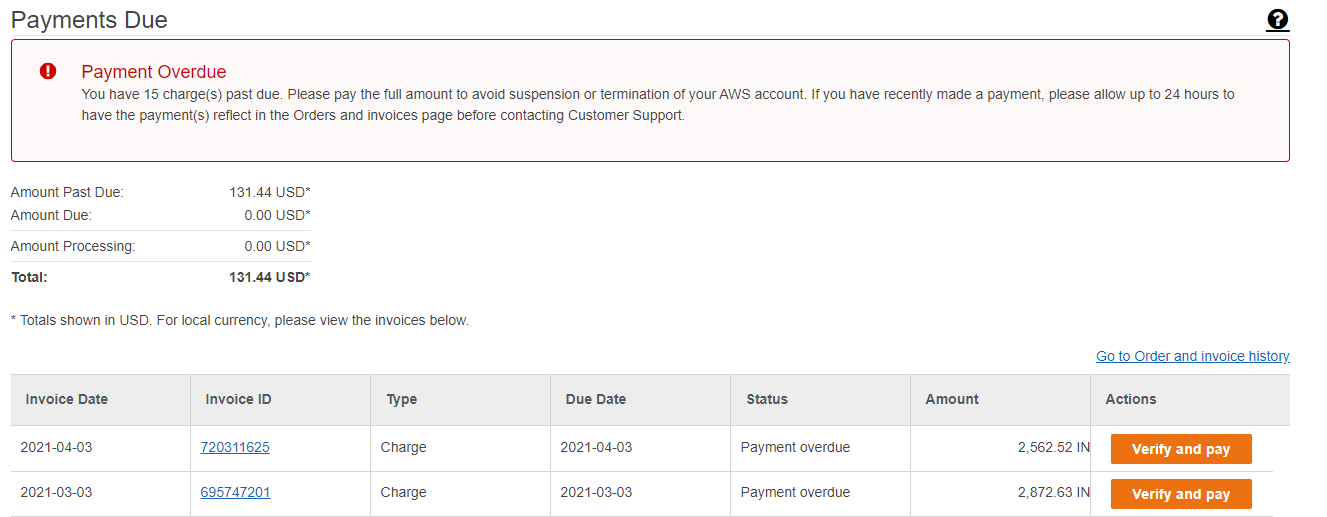 Payments Due
?
Payment Overdue
You have 15 charge(s) past due. Please pay the full amount to avoid suspension or termination of your AWS account. If you have recently made a payment, please allow up to 24 hours to
have the payment(s) reflect in the Orders and invoices page before contacting Customer Support.
Amount Past Due: 131.44 USD*
Amount Due: 0.00 USD*
Amount Processing: 0.00 USD*
Total: 131.44 USD*
* Totals shown in USD. For local currency, please view the invoices below.
Go to Order and invoice history
Invoice Date Invoice ID Type Due Date Status Amount Actions
2021-04-03 720311625 Charge 2021-04-03 Payment overdue 2,562.52 IN Verify and pay
2021-03-03 695747201 Charge 2021-03-03 Payment overdue 2,872.63 IN Verify and pay